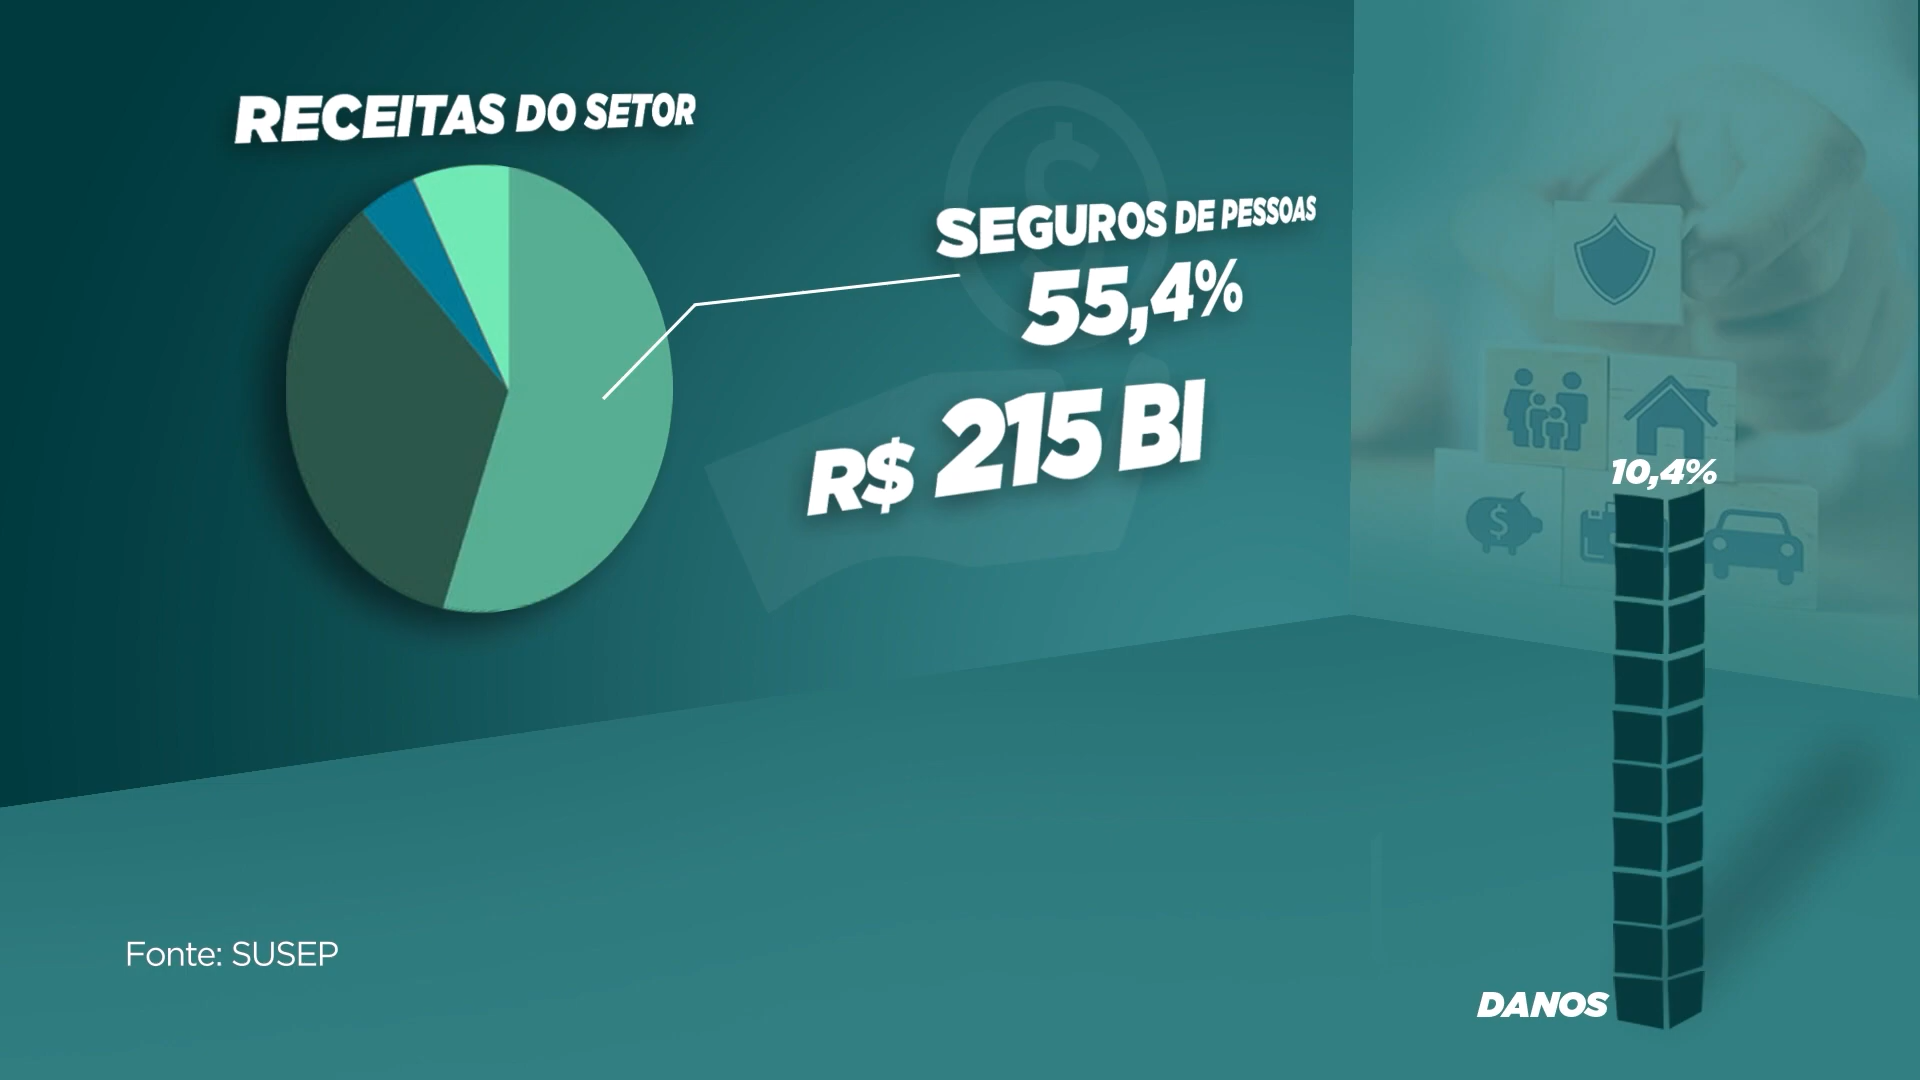 RECEITAS DO SETOR
SEGUROS DE PESSOAS
55,4%
R$ 215 BI
$
$
10,4%
DANOS
Fonte: SUSEP